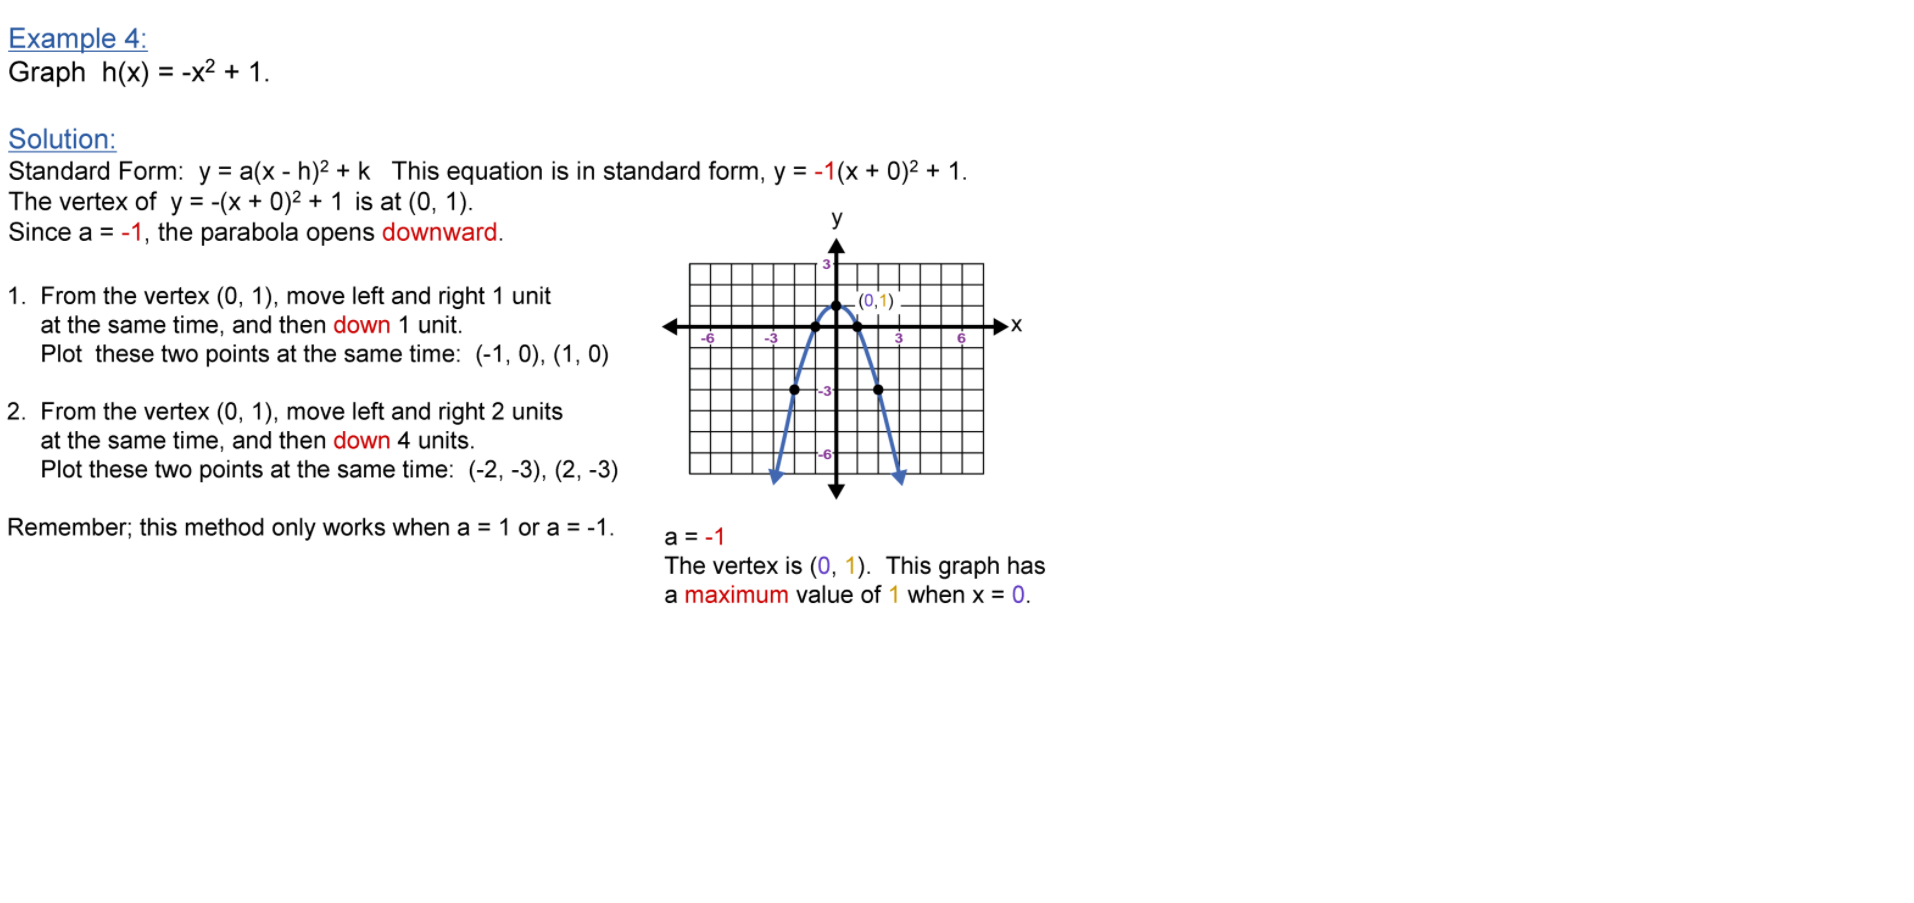 Example 4:
Graph h(x) = -x² + 1.
Solution:
Standard Form: y = a(x - h)² + k This equation is in standard form, y = -1(x + 0)² + 1.
The vertex of y = -(x + 0)² + 1 is at (0, 1).
Since a = -1, the parabola opens downward.
1. From the vertex (0, 1), move left and right 1 unit
at the same time, and then down 1 unit.
Plot these two points at the same time: (-1, 0), (1, 0)
2. From the vertex (0, 1), move left and right 2 units
at the same time, and then down 4 units.
Plot these two points at the same time: (-2, -3), (2, -3)
Remember; this method only works when a = 1 or a = -1.
y
3
(0,1)
x
-6 -3 3 6
-3
-6
a = -1
The vertex is (0, 1). This graph has
a maximum value of 1 when x = 0.